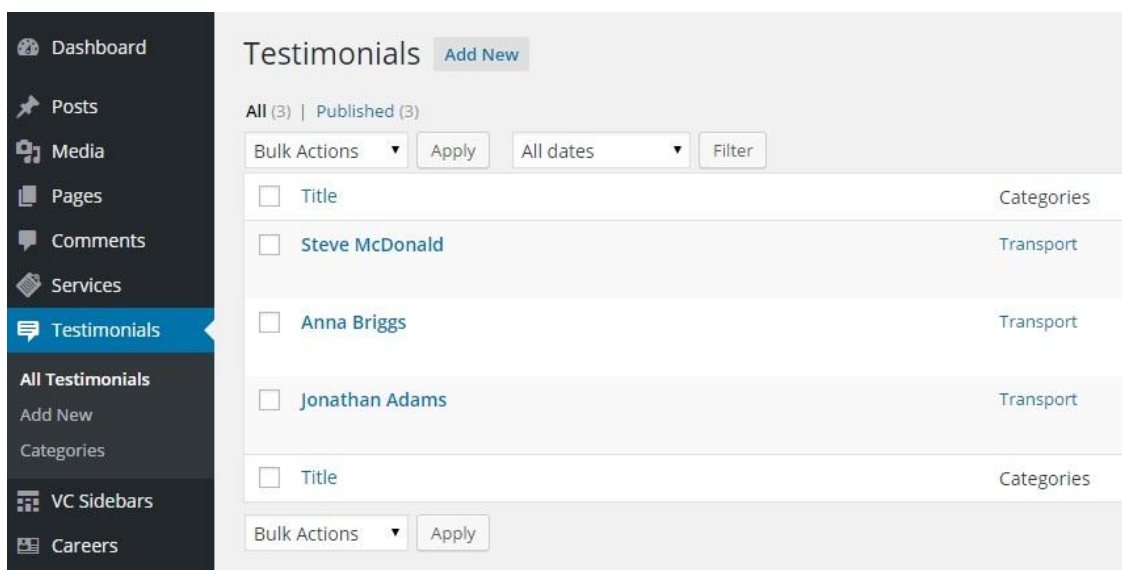 Dashboard
Posts
Media
Pages
Comments
Services
Testimonials
All Testimonials
Add New
Categories
VC Sidebars
Careers
Testimonials Add New
All (3) | Published (3)
Bulk Actions Apply All dates Filter
Title Categories
Steve McDonald Transport
Anna Briggs Transport
Jonathan Adams Transport
Title Categories
Bulk Actions Apply